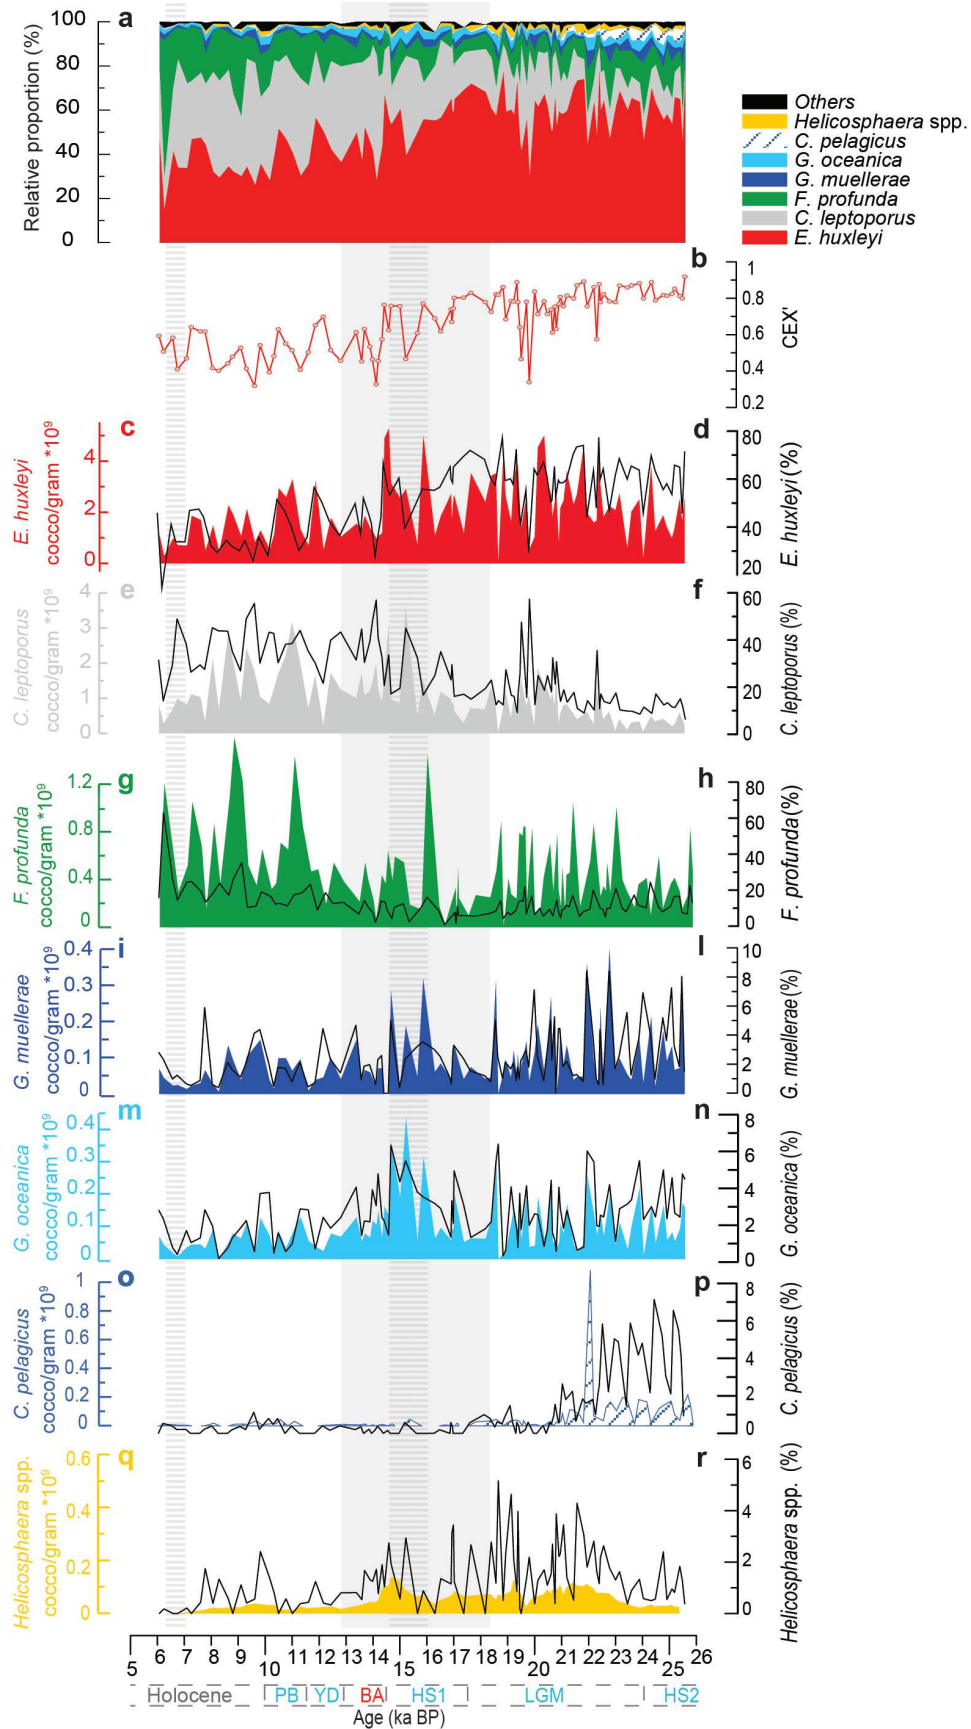 a
100
80
60
40
20
0
Relative proportion (%)
Others
Helicosphaera spp.
C. pelagicus
G. oceanica
G. muellerae
F. profunda
C. leptoporus
E. huxleyi
b
1
0.8
0.6
0.4
0.2
CEX'
c
4
2
0
E. huxleyi
cocco/gram *10⁹
d
80
60
40
20
E. huxleyi (%)
e
4
3
2
1
0
C. leptoporus
cocco/gram *10⁹
f
60
40
20
0
C. leptoporus (%)
g
1.2
0.8
0.4
0
F. profunda
cocco/gram *10⁹
h
80
60
40
20
0
F. profunda (%)
i
0.4
0.3
0.2
0.1
0
G. muellerae
cocco/gram *10⁹
l
10
8
6
4
2
0
G. muellerae (%)
m
0.4
0.3
0.2
0.1
0
G. oceanica
cocco/gram *10⁹
n
8
6
4
2
0
G. oceanica (%)
o
1
0.8
0.6
0.4
0.2
0
C. pelagicus
cocco/gram *10⁹
p
8
6
4
2
0
C. pelagicus (%)
q
0.6
0.4
0.2
0
Helicosphaera spp.
cocco/gram *10⁹
r
6
4
2
0
Helicosphaera spp. (%)
5 6 7 8 9 10 11 12 13 14 15 16 17 18 19 20 21 22 23 24 25 26
Holocene PB YD BA HS1 LGM HS2
Age (ka BP)